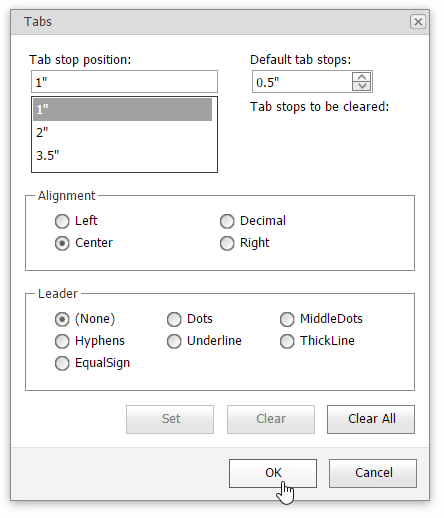 Tabs
Tab stop position:
Default tab stops:
1"
0.5"
Tab stops to be cleared:
1"
2"
3.5"
Alignment
Left
Decimal
Center
Right
Leader
(None)
Dots
MiddleDots
Hyphens
Underline
ThickLine
EqualSign
Set
Clear
Clear All
OK
Cancel